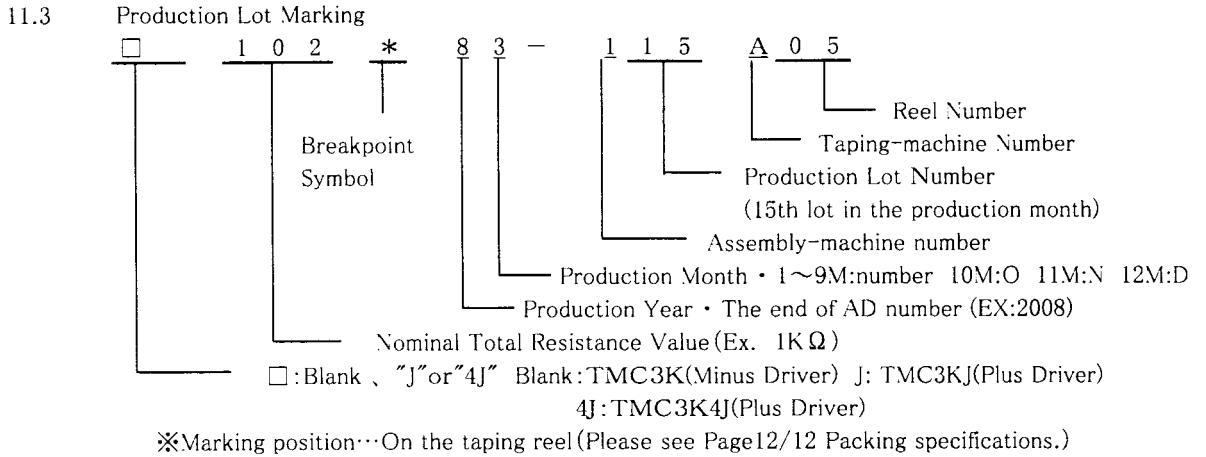 11.3 Production Lot Marking
□ 1 0 2 * 8 3 - 1 1 5 A 0 5
Reel Number
Breakpoint Taping-machine Number
Symbol Production Lot Number
(15th lot in the production month)
Assembly-machine number
Production Month・1～9M:number 10M:O 11M:N 12M:D
Production Year・The end of AD number (EX:2008)
Nominal Total Resistance Value(Ex. 1KΩ)
□:Blank 、"J"or"4J" Blank:TMC3K(Minus Driver) J: TMC3KJ(Plus Driver)
4J:TMC3K4J(Plus Driver)
※Marking position…On the taping reel(Please see Page12/12 Packing specifications.)